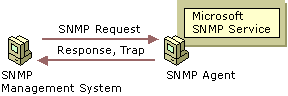 Microsoft
SNMP Service
SNMP Request
Response, Trap
SNMP
Management System
SNMP Agent